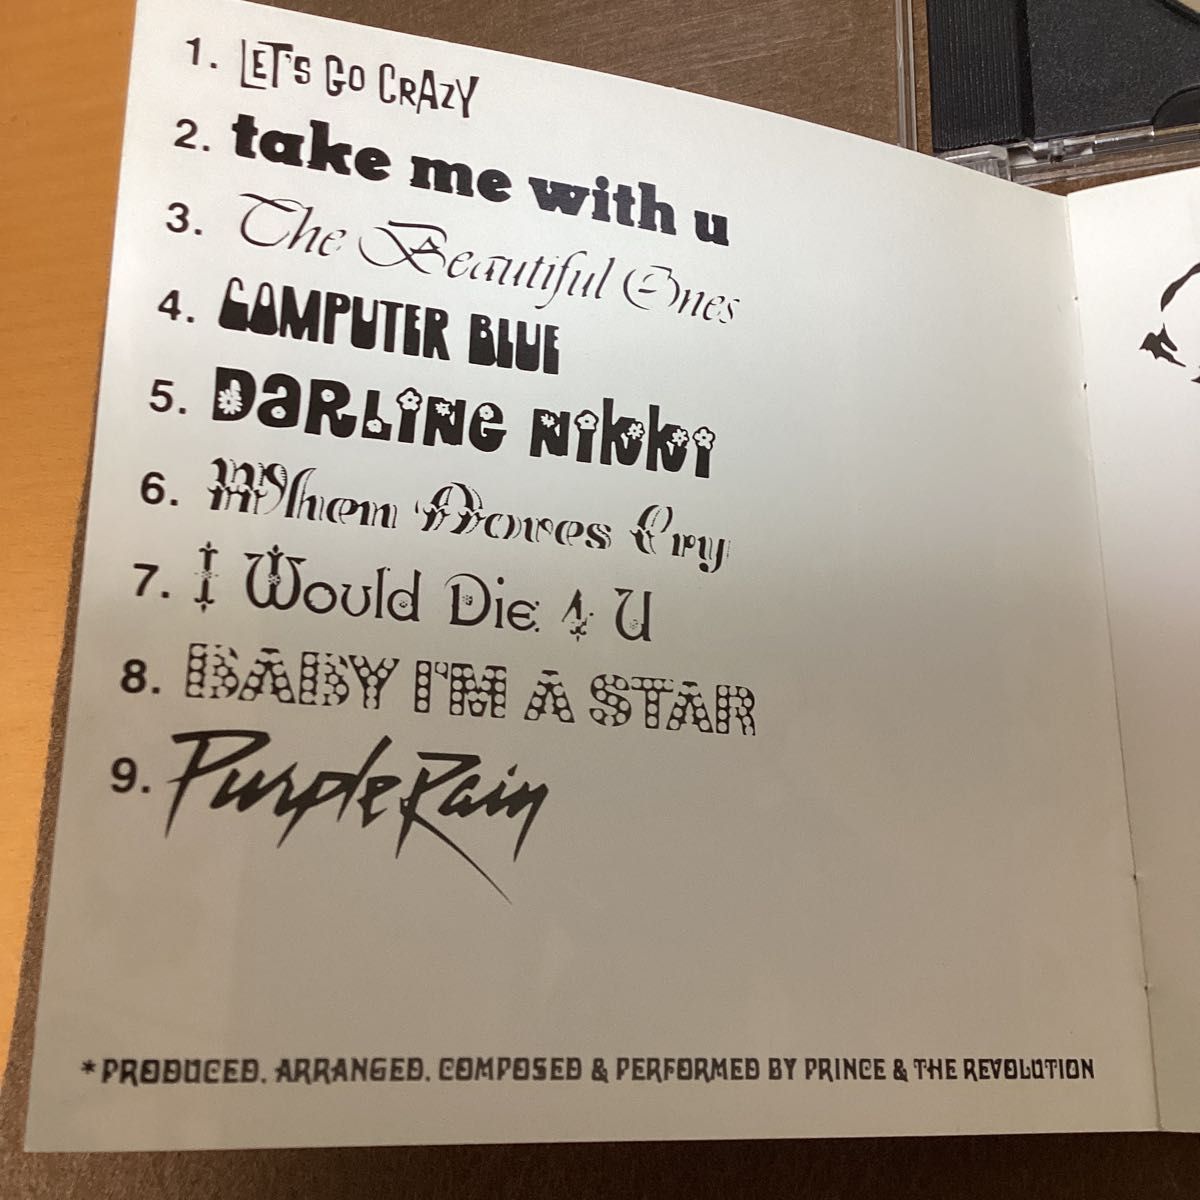 1. LET'S GO CRAZY
2. take me with u
3. The Beautiful Ones
4. COMPUTER BLUE
5. DaRLiNG Nikki
6. When Doves Cry
7. I Would Die 4 U
8. BABY I'M A STAR
9. Purple Rain
*PRODUCED, ARRANGED, COMPOSED & PERFORMED BY PRINCE & THE REVOLUTION